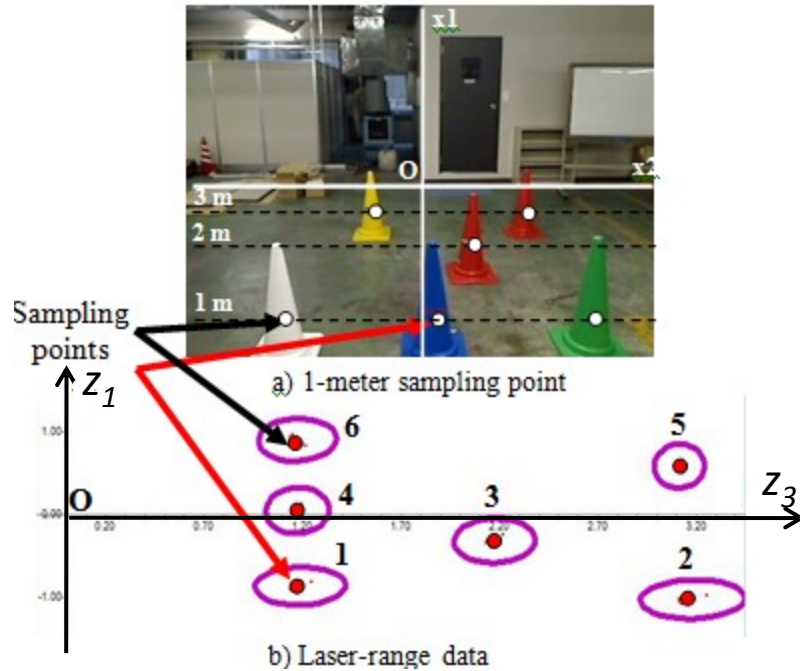 x1
O
x2
3 m
2 m
1 m
Sampling
points
a) 1-meter sampling point
Z1
6
5
1.00
O
4
3
Z3
-0.00
0.20
0.70
1.20
1.70
2.20
2.70
3.20
1
2
-1.00
b) Laser-range data